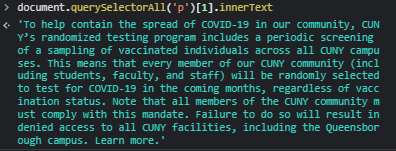 > document.querySelectorAll('p')[1].innerText
'To help contain the spread of COVID-19 in our community, CUN
Y’s randomized testing program includes a periodic screening
of a sampling of vaccinated individuals across all CUNY campu
ses. This means that every member of our CUNY community (incl
uding students, faculty, and staff) will be randomly selected
to test for COVID-19 in the coming months, regardless of vacc
ination status. Note that all members of the CUNY community m
ust comply with this mandate. Failure to do so will result in
denied access to all CUNY facilities, including the Queensbor
ough campus. Learn more.'